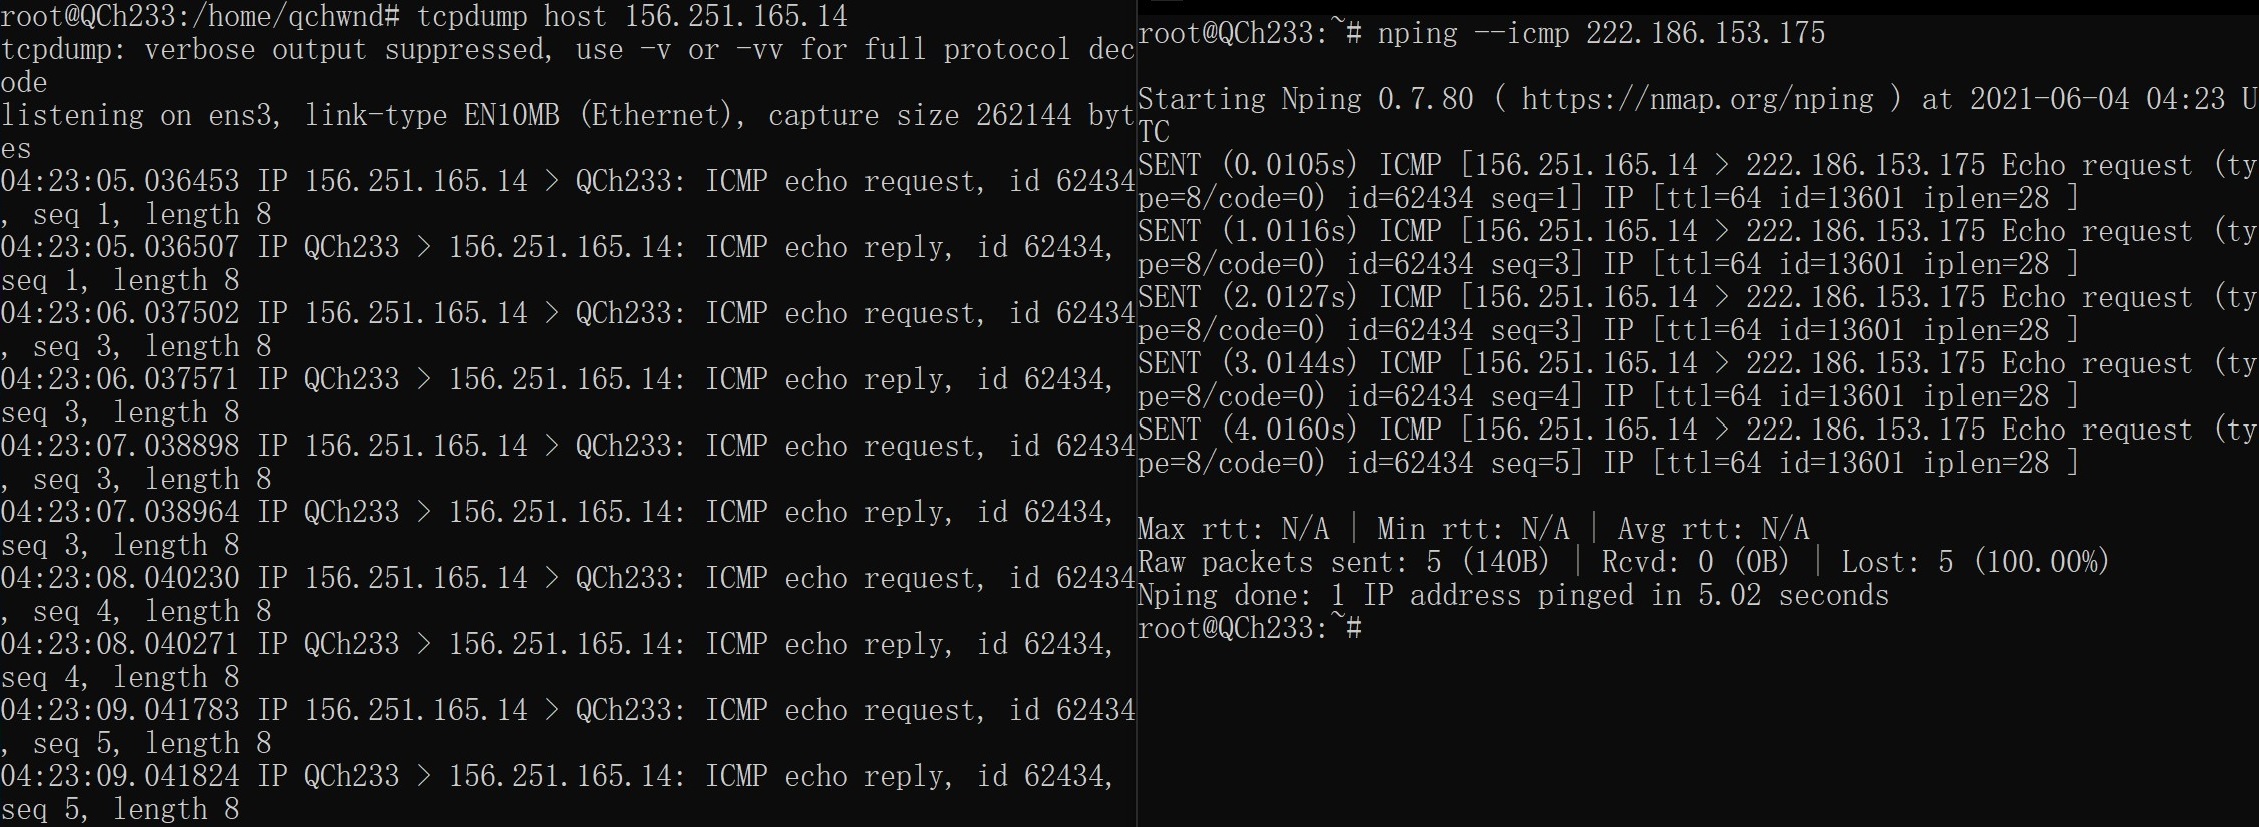 root@QCh233:/home/qchwnd# tcpdump host 156.251.165.14
tcpdump: verbose output suppressed, use -v or -vv for full protocol dec
ode
listening on ens3, link-type EN10MB (Ethernet), capture size 262144 byt
es
04:23:05.036453 IP 156.251.165.14 > QCh233: ICMP echo request, id 62434
, seq 1, length 8
04:23:05.036507 IP QCh233 > 156.251.165.14: ICMP echo reply, id 62434,
seq 1, length 8
04:23:06.037502 IP 156.251.165.14 > QCh233: ICMP echo request, id 62434
, seq 3, length 8
04:23:06.037571 IP QCh233 > 156.251.165.14: ICMP echo reply, id 62434,
seq 3, length 8
04:23:07.038898 IP 156.251.165.14 > QCh233: ICMP echo request, id 62434
, seq 3, length 8
04:23:07.038964 IP QCh233 > 156.251.165.14: ICMP echo reply, id 62434,
seq 3, length 8
04:23:08.040230 IP 156.251.165.14 > QCh233: ICMP echo request, id 62434
, seq 4, length 8
04:23:08.040271 IP QCh233 > 156.251.165.14: ICMP echo reply, id 62434,
seq 4, length 8
04:23:09.041783 IP 156.251.165.14 > QCh233: ICMP echo request, id 62434
, seq 5, length 8
04:23:09.041824 IP QCh233 > 156.251.165.14: ICMP echo reply, id 62434,
seq 5, length 8
root@QCh233:~# nping --icmp 222.186.153.175
Starting Nping 0.7.80 ( https://nmap.org/nping ) at 2021-06-04 04:23 U
TC
SENT (0.0105s) ICMP [156.251.165.14 > 222.186.153.175 Echo request (ty
pe=8/code=0) id=62434 seq=1] IP [ttl=64 id=13601 iplen=28 ]
SENT (1.0116s) ICMP [156.251.165.14 > 222.186.153.175 Echo request (ty
pe=8/code=0) id=62434 seq=3] IP [ttl=64 id=13601 iplen=28 ]
SENT (2.0127s) ICMP [156.251.165.14 > 222.186.153.175 Echo request (ty
pe=8/code=0) id=62434 seq=3] IP [ttl=64 id=13601 iplen=28 ]
SENT (3.0144s) ICMP [156.251.165.14 > 222.186.153.175 Echo request (ty
pe=8/code=0) id=62434 seq=4] IP [ttl=64 id=13601 iplen=28 ]
SENT (4.0160s) ICMP [156.251.165.14 > 222.186.153.175 Echo request (ty
pe=8/code=0) id=62434 seq=5] IP [ttl=64 id=13601 iplen=28 ]
Max rtt: N/A | Min rtt: N/A | Avg rtt: N/A
Raw packets sent: 5 (140B) | Rcvd: 0 (0B) | Lost: 5 (100.00%)
Nping done: 1 IP address pinged in 5.02 seconds
root@QCh233:~#